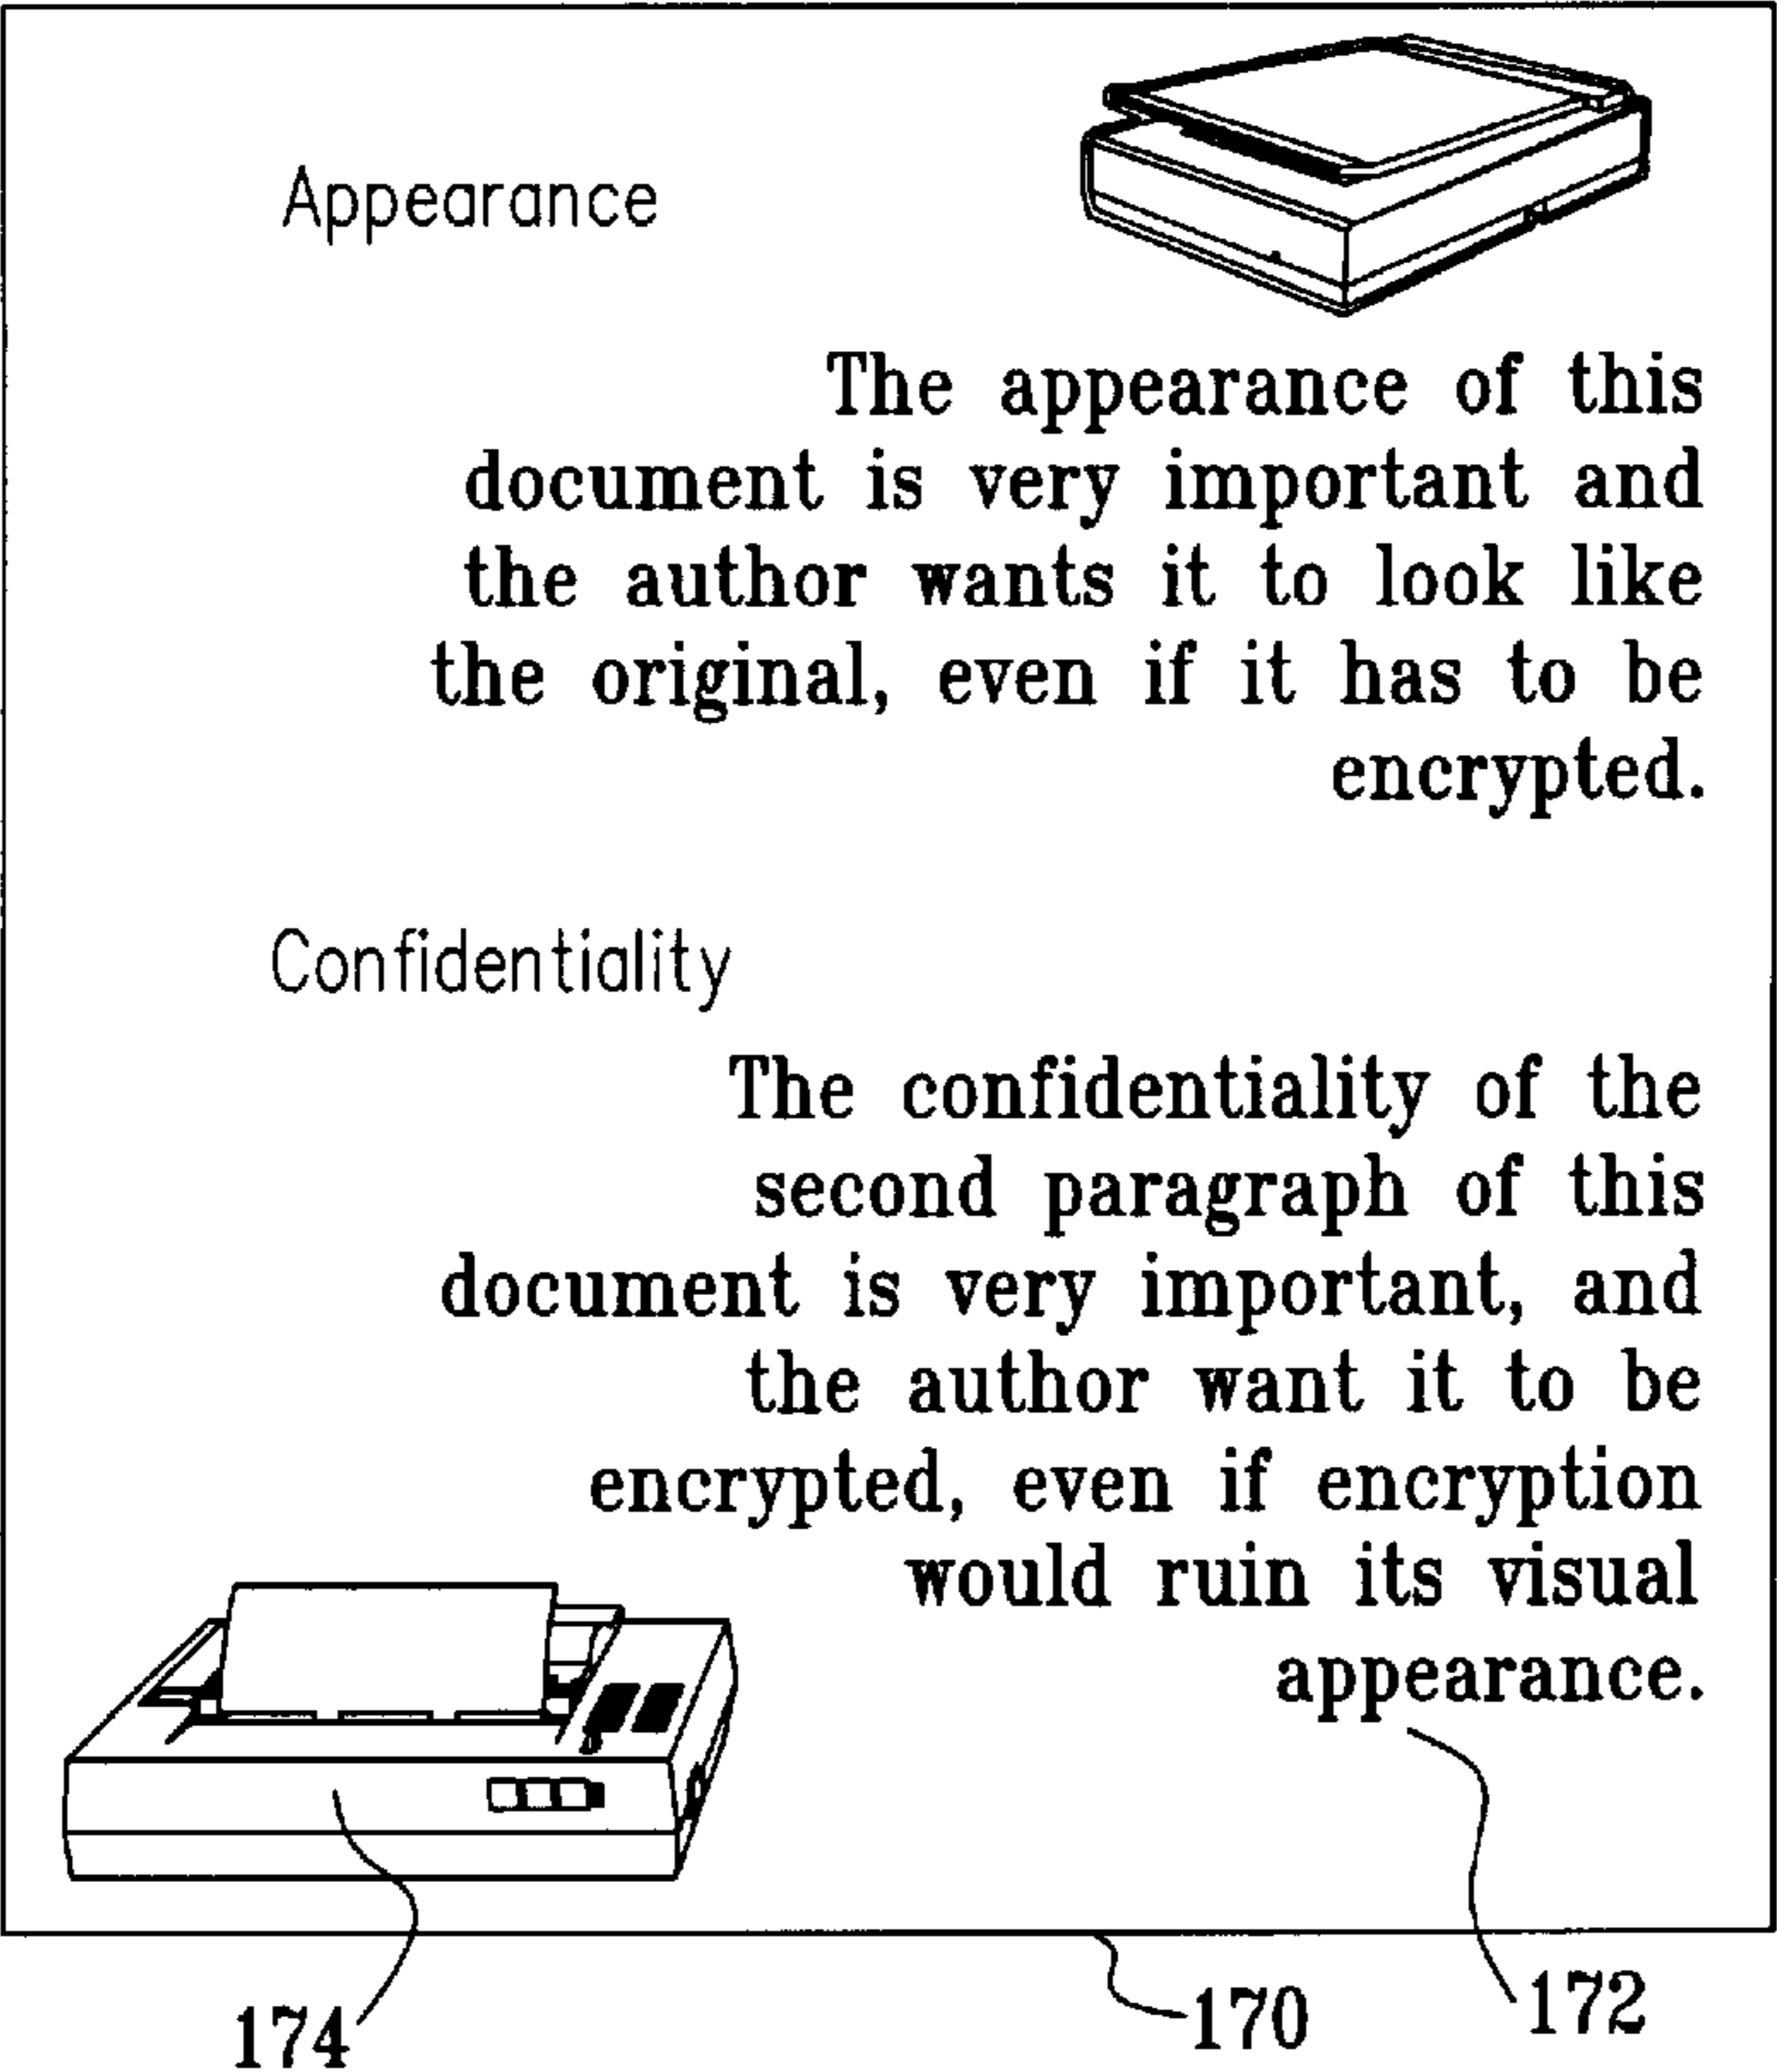 Appearance
The appearance of this
document is very important and
the author wants it to look like
the original, even if it has to be
encrypted.
Confidentiality
The confidentiality of the
second paragraph of this
document is very important, and
the author want it to be
encrypted, even if encryption
would ruin its visual
appearance.
174
170
172